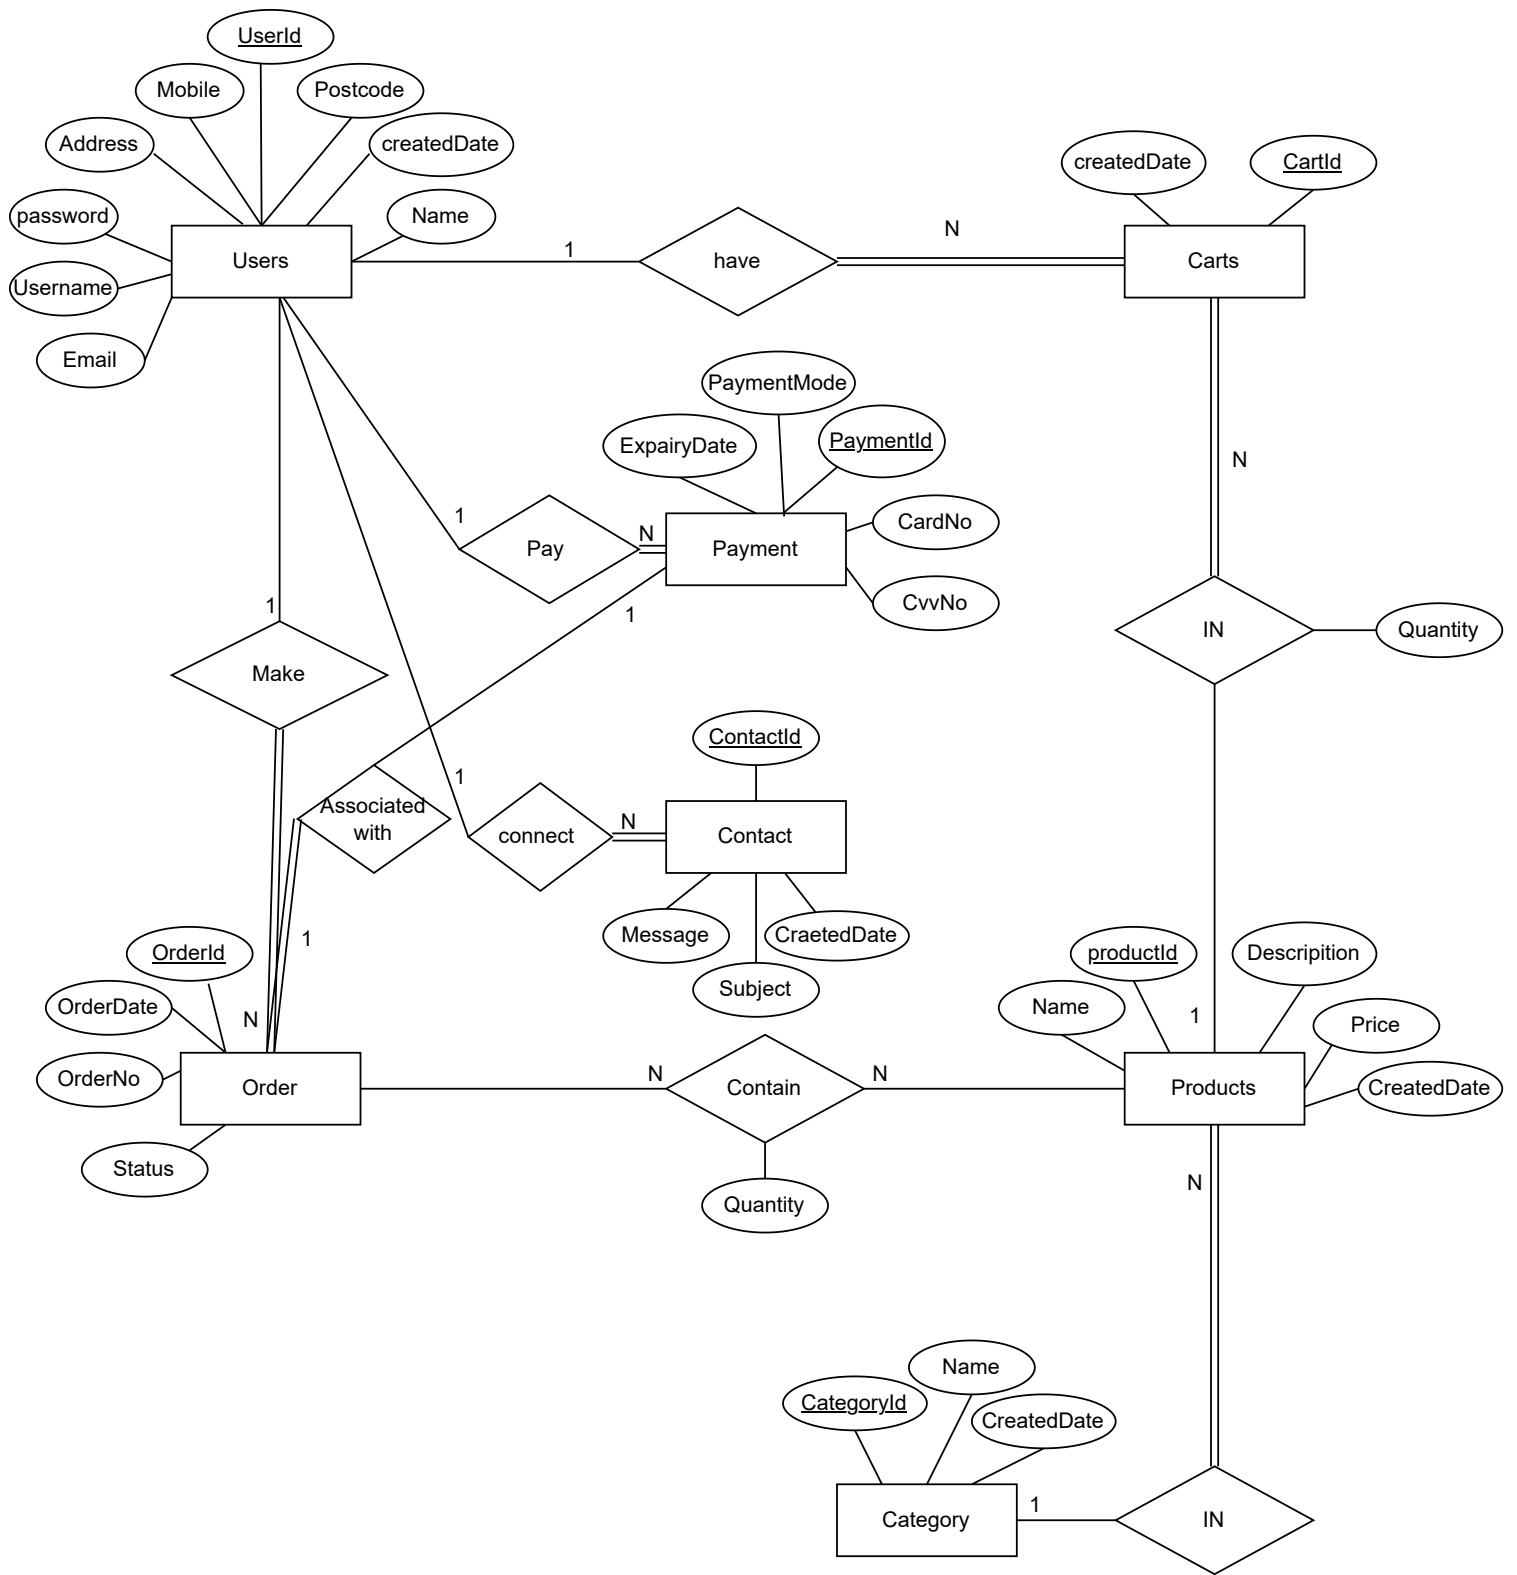 UserId
Mobile
Postcode
Address
createdDate
password
Name
Username
Email
Users
1
have
N
createdDate
CartId
Carts
N
PaymentMode
ExpairyDate
PaymentId
CardNo
CvvNo
1
Pay
N
Payment
1
IN
Quantity
1
Make
ContactId
1
Associated
with
connect
N
Contact
Message
CraetedDate
Subject
1
N
OrderId
OrderDate
OrderNo
Order
Status
N
Contain
N
Quantity
productId
Descripition
Name
Price
1
Products
CreatedDate
N
Name
CategoryId
CreatedDate
Category
1
IN